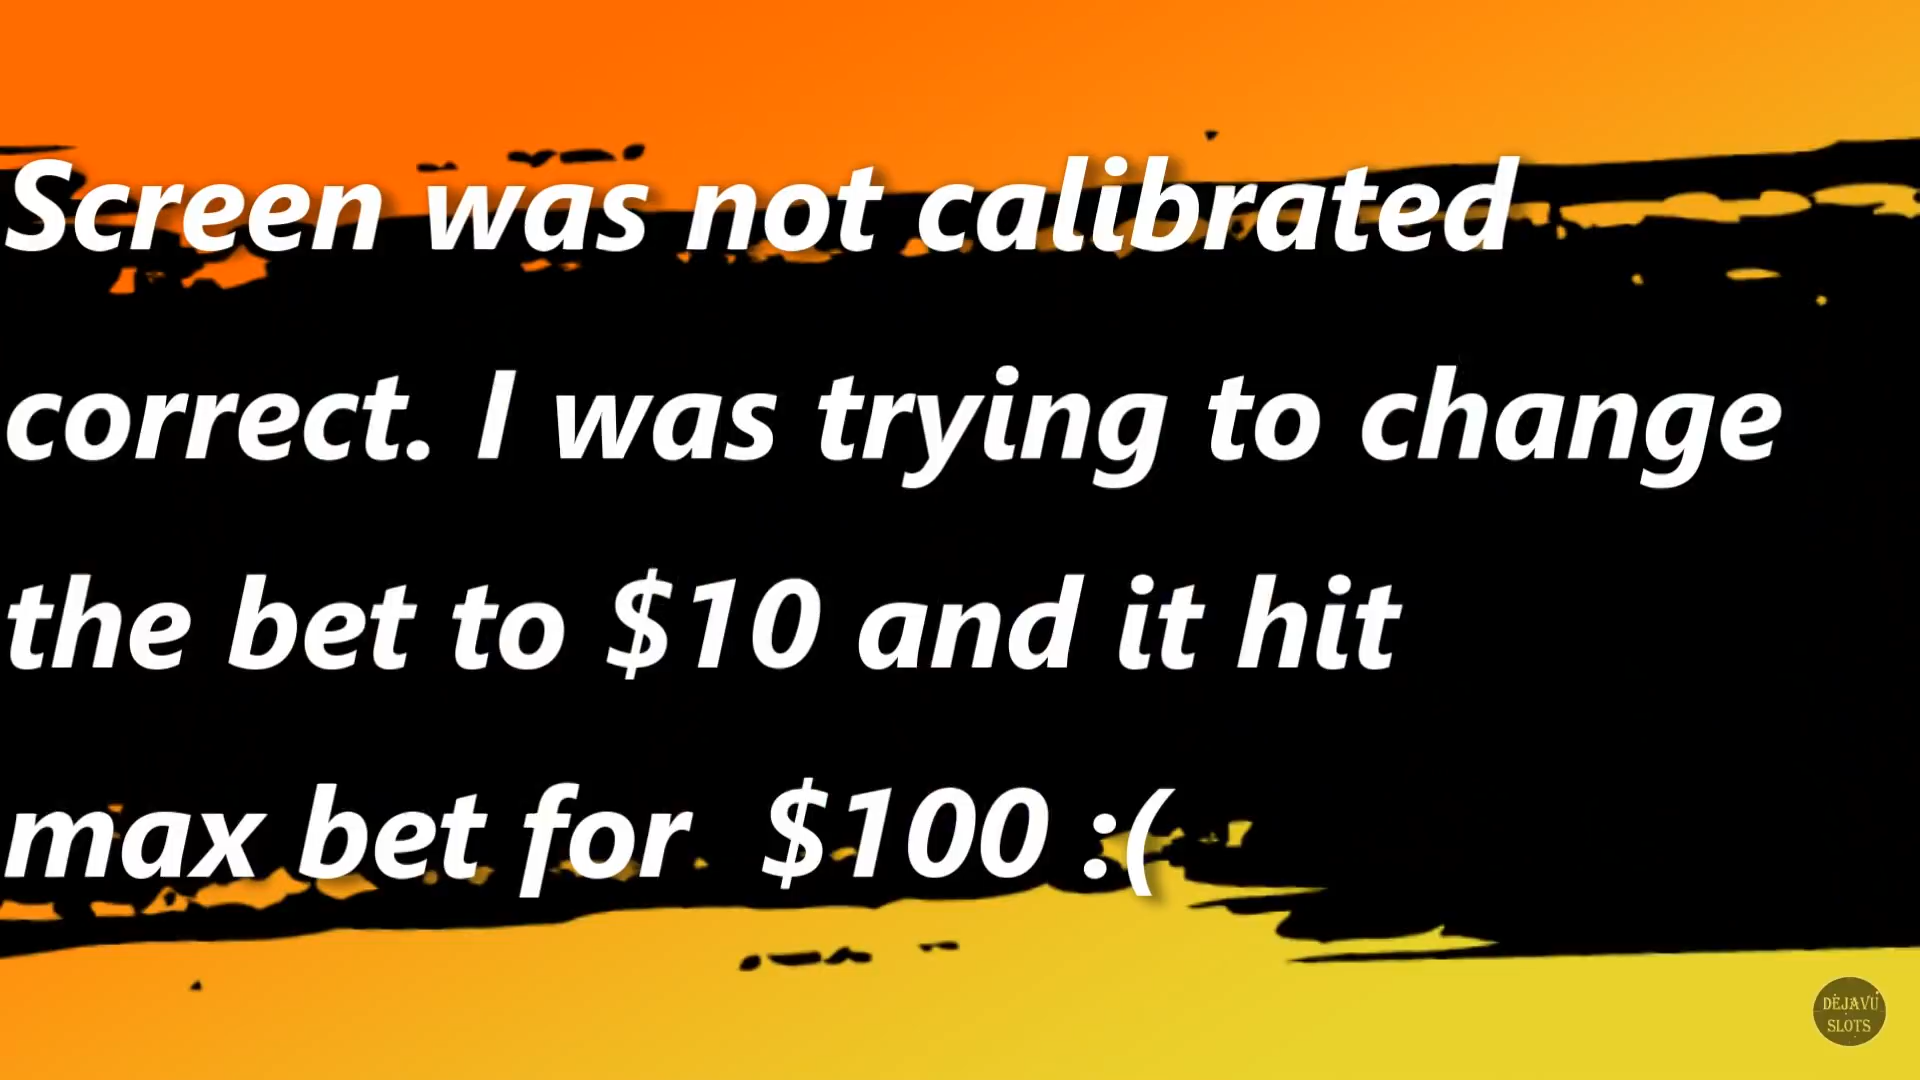 Screen was not calibrated
correct. I was trying to change
the bet to $10 and it hit
max bet for  $100 :(
DEJAVU
SLOTS